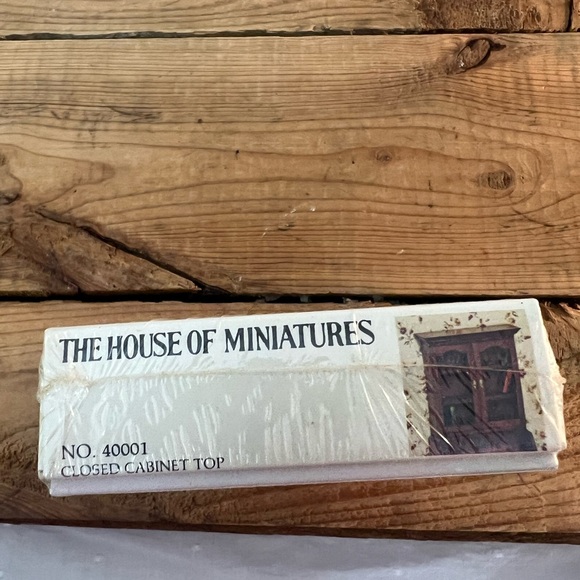 THE HOUSE OF MINIATURES
NO. 40001
CLOSED CABINET TOP